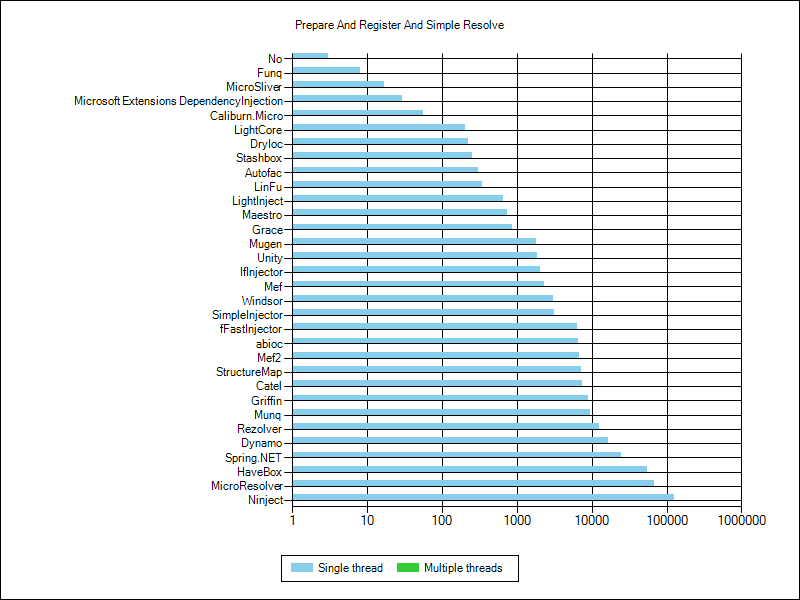 Prepare And Register And Simple Resolve
No
Funq
MicroSliver
Microsoft Extensions DependencyInjection
Caliburn.Micro
LightCore
DryIoc
Stashbox
Autofac
LinFu
LightInject
Maestro
Grace
Mugen
Unity
IfInjector
Mef
Windsor
SimpleInjector
fFastInjector
abioc
Mef2
StructureMap
Catel
Griffin
Munq
Rezolver
Dynamo
Spring.NET
HaveBox
MicroResolver
Ninject
1 10 100 1000 10000 100000 1000000
Single thread Multiple threads